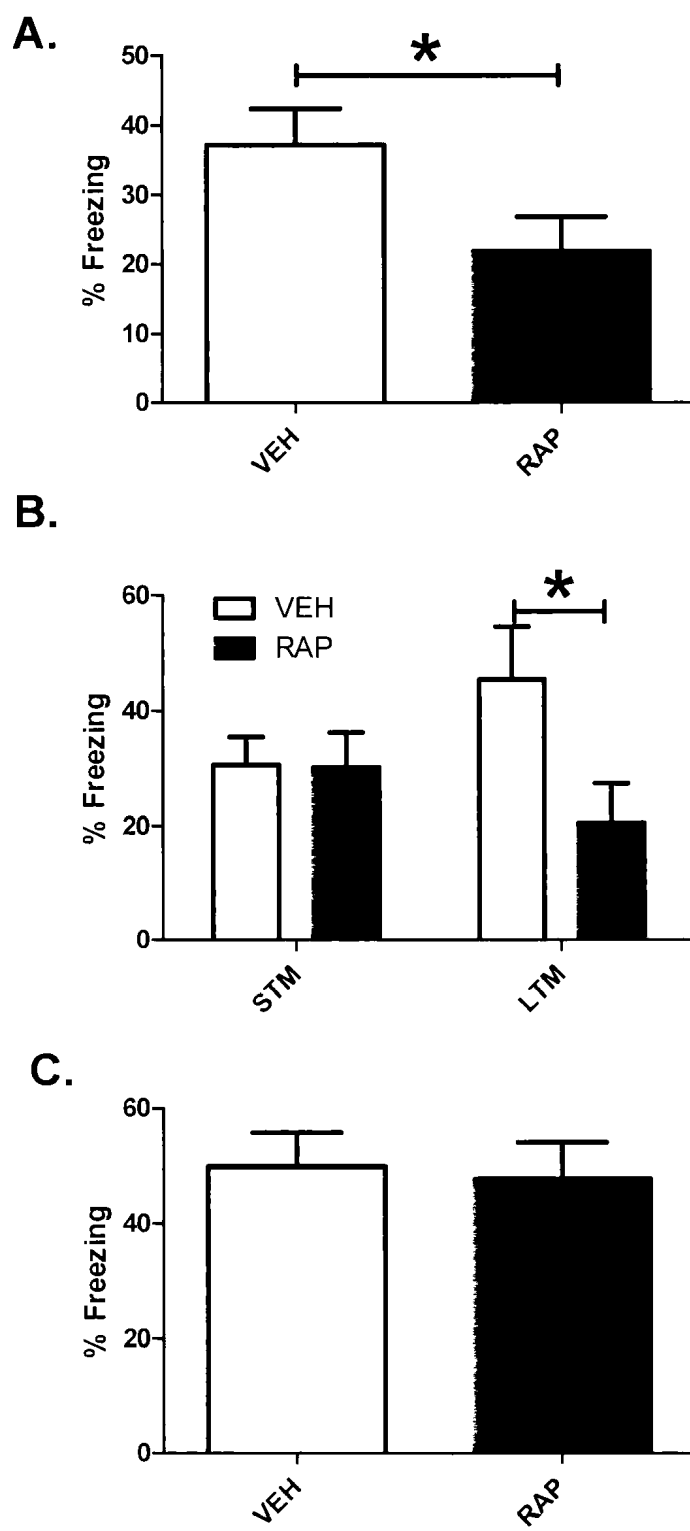 A.
*
50
40
30
20
10
0
% Freezing
VEH
RAP
B.
*
60
40
20
0
% Freezing
VEH
RAP
STM
LTM
C.
60
40
20
0
% Freezing
VEH
RAP